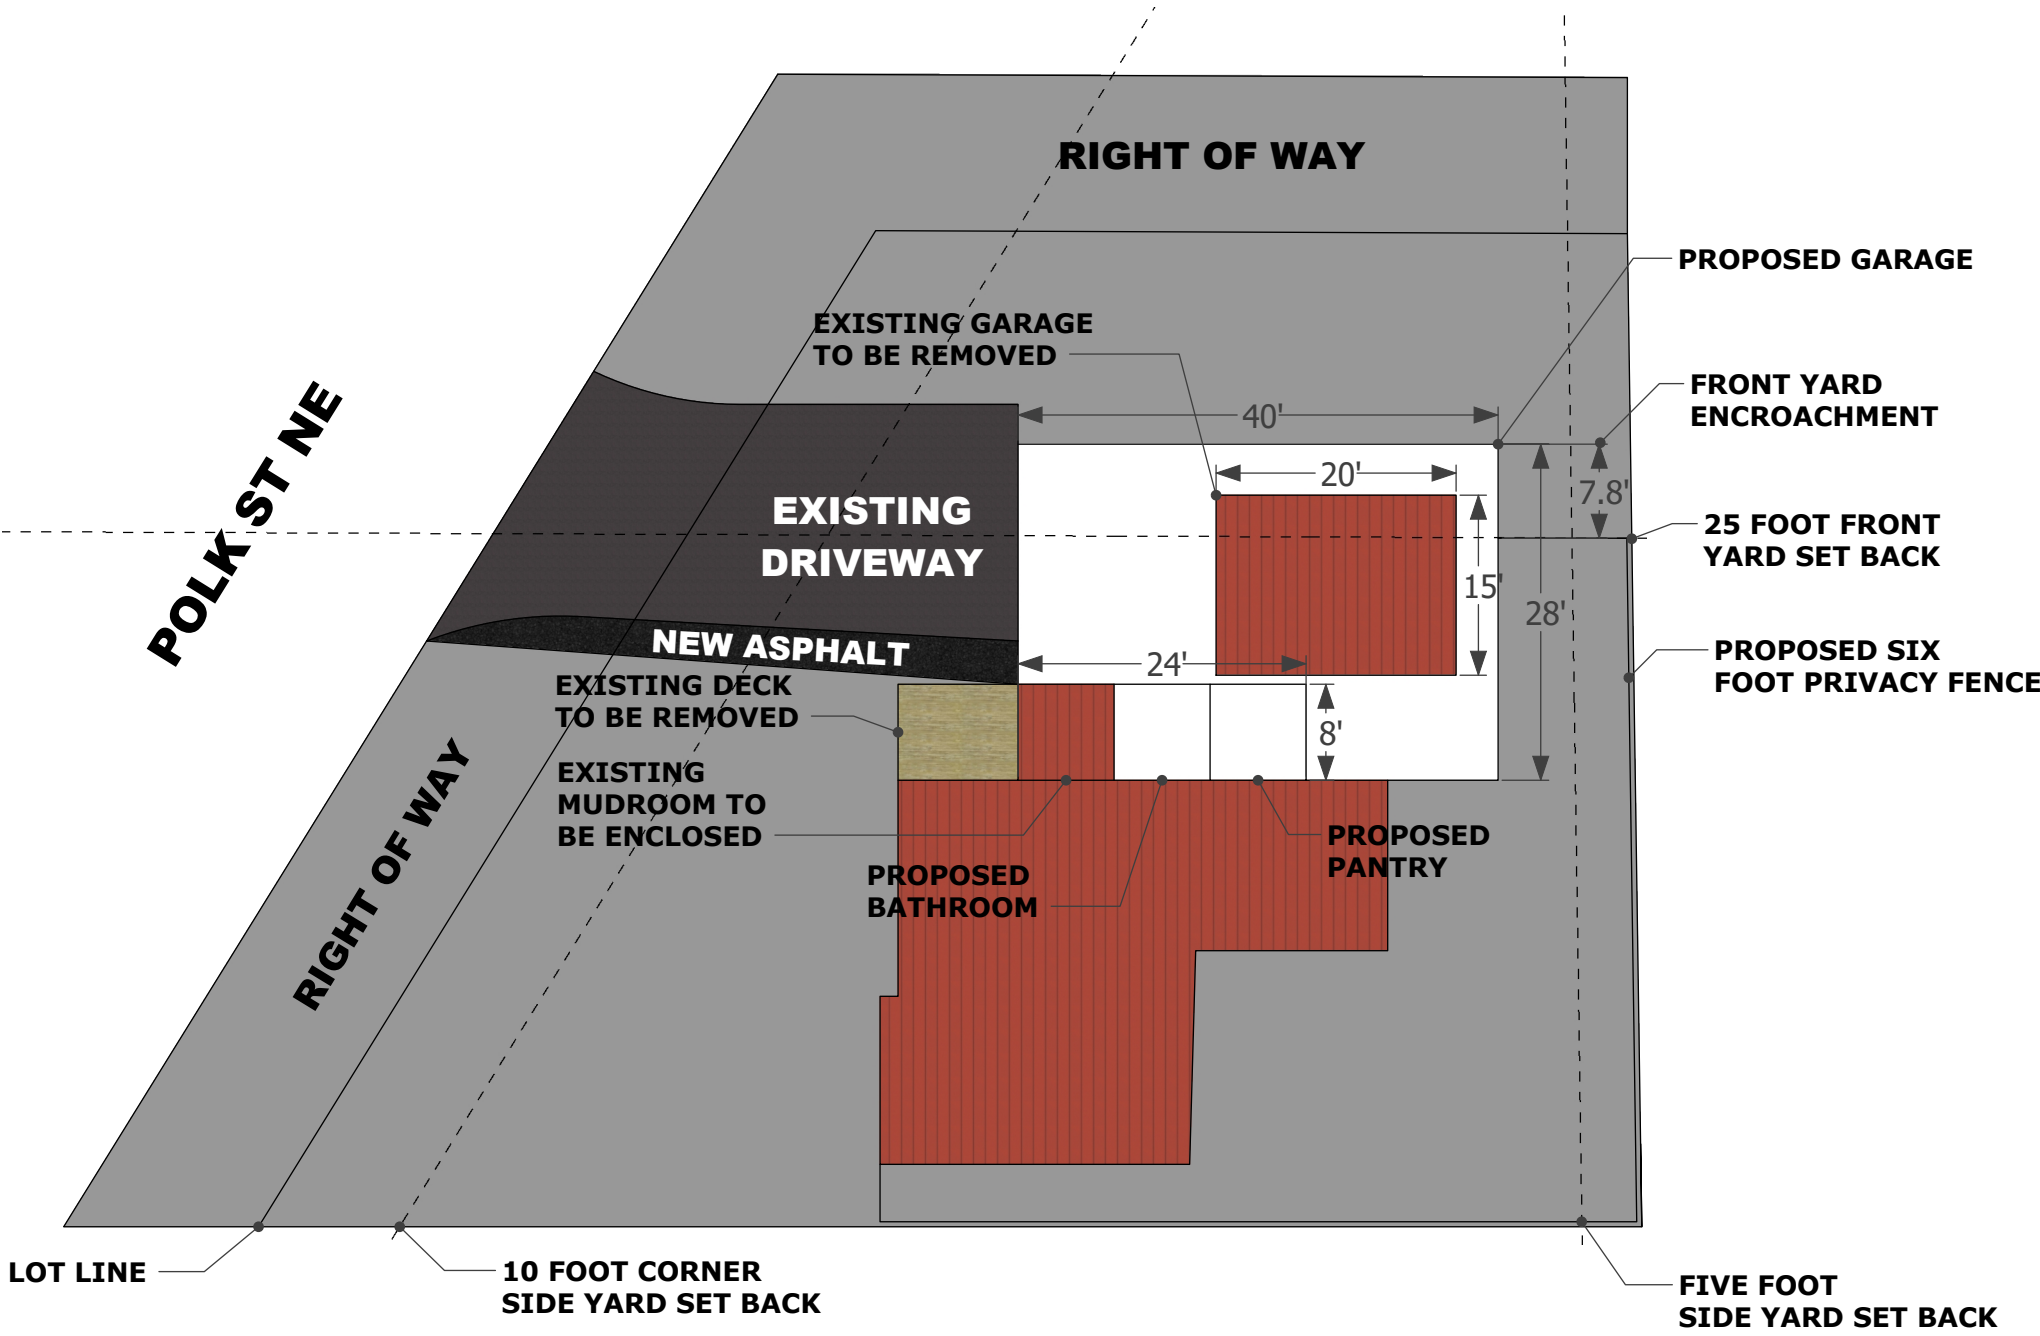 RIGHT OF WAY
PROPOSED GARAGE
EXISTING GARAGE
TO BE REMOVED
FRONT YARD
ENCROACHMENT
40'
20'
7.8'
POLK ST NE
EXISTING
DRIVEWAY
25 FOOT FRONT
YARD SET BACK
15'
28'
NEW ASPHALT
24'
PROPOSED SIX
FOOT PRIVACY FENCE
EXISTING DECK
TO BE REMOVED
8'
EXISTING
MUDROOM TO
BE ENCLOSED
PROPOSED
PANTRY
PROPOSED
BATHROOM
RIGHT OF WAY
LOT LINE
10 FOOT CORNER
SIDE YARD SET BACK
FIVE FOOT
SIDE YARD SET BACK